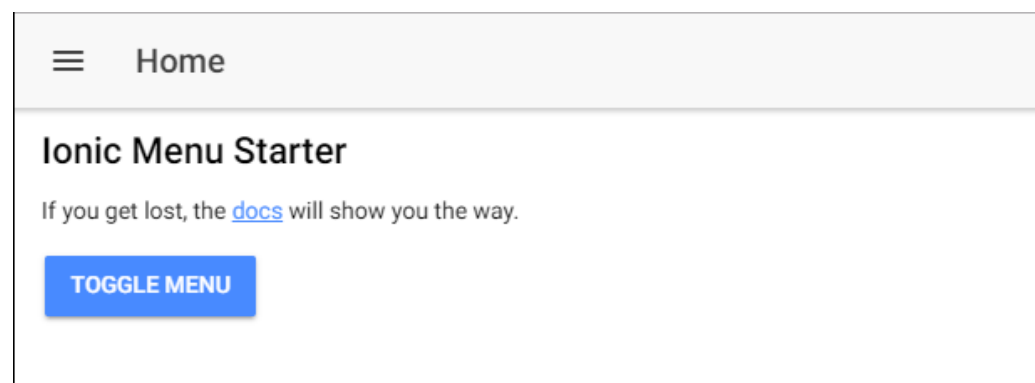 Home
Ionic Menu Starter
If you get lost, the docs will show you the way.
TOGGLE MENU